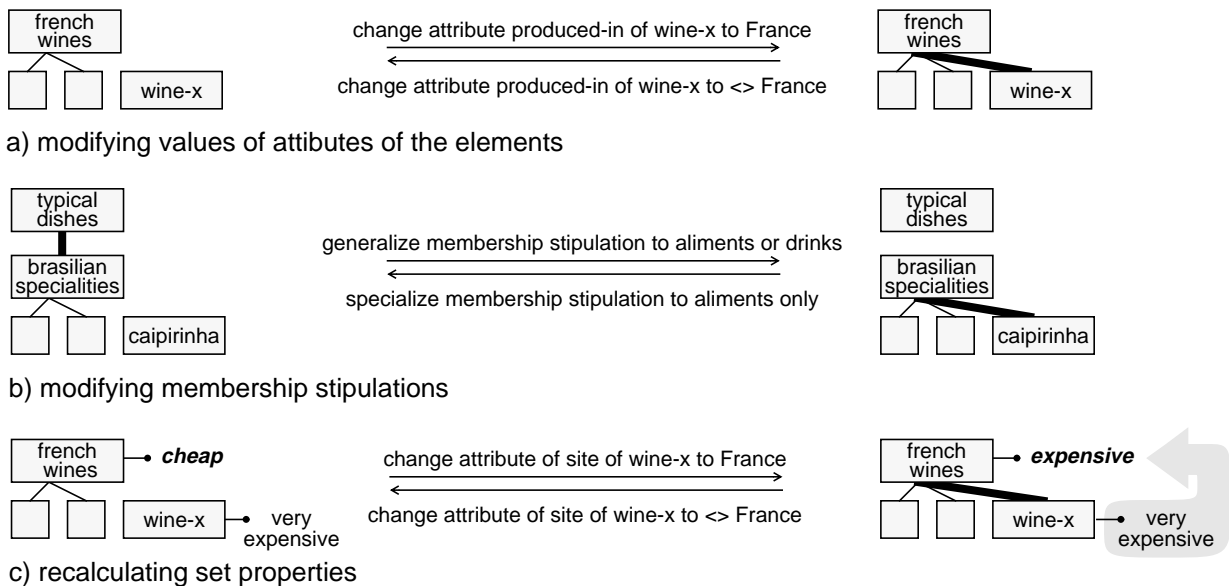 french
wines
wine-x
change attribute produced-in of wine-x to France
change attribute produced-in of wine-x to <> France
french
wines
wine-x
a) modifying values of attibutes of the elements
typical
dishes
brasilian
specialities
caipirinha
generalize membership stipulation to aliments or drinks
specialize membership stipulation to aliments only
typical
dishes
brasilian
specialities
caipirinha
b) modifying membership stipulations
french
wines
cheap
wine-x
very
expensive
change attribute of site of wine-x to France
change attribute of site of wine-x to <> France
french
wines
expensive
wine-x
very
expensive
c) recalculating set properties